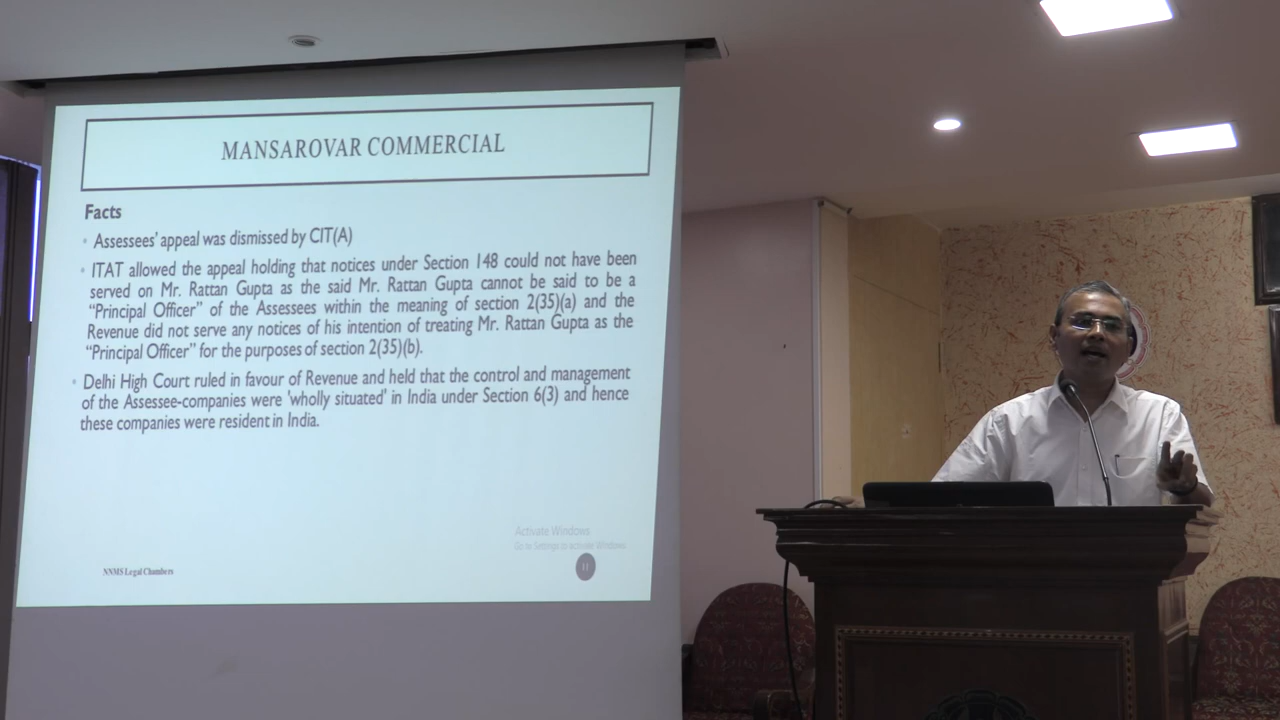 MANSAROVAR COMMERCIAL
Facts
• Assessees' appeal was dismissed by CIT(A)
• ITAT allowed the appeal holding that notices under Section 148 could not have been
served on Mr. Rattan Gupta as the said Mr. Rattan Gupta cannot be said to be a
"Principal Officer" of the Assessees within the meaning of section 2(35)(a) and the
Revenue did not serve any notices of his intention of treating Mr. Rattan Gupta as the
"Principal Officer" for the purposes of section 2(35)(b).
• Delhi High Court ruled in favour of Revenue and held that the control and management
of the Assessee-companies were 'wholly situated' in India under Section 6(3) and hence
these companies were resident in India.
Activate Windows
Go to Settings to activate Windows.
NNMS Legal Chambers
11